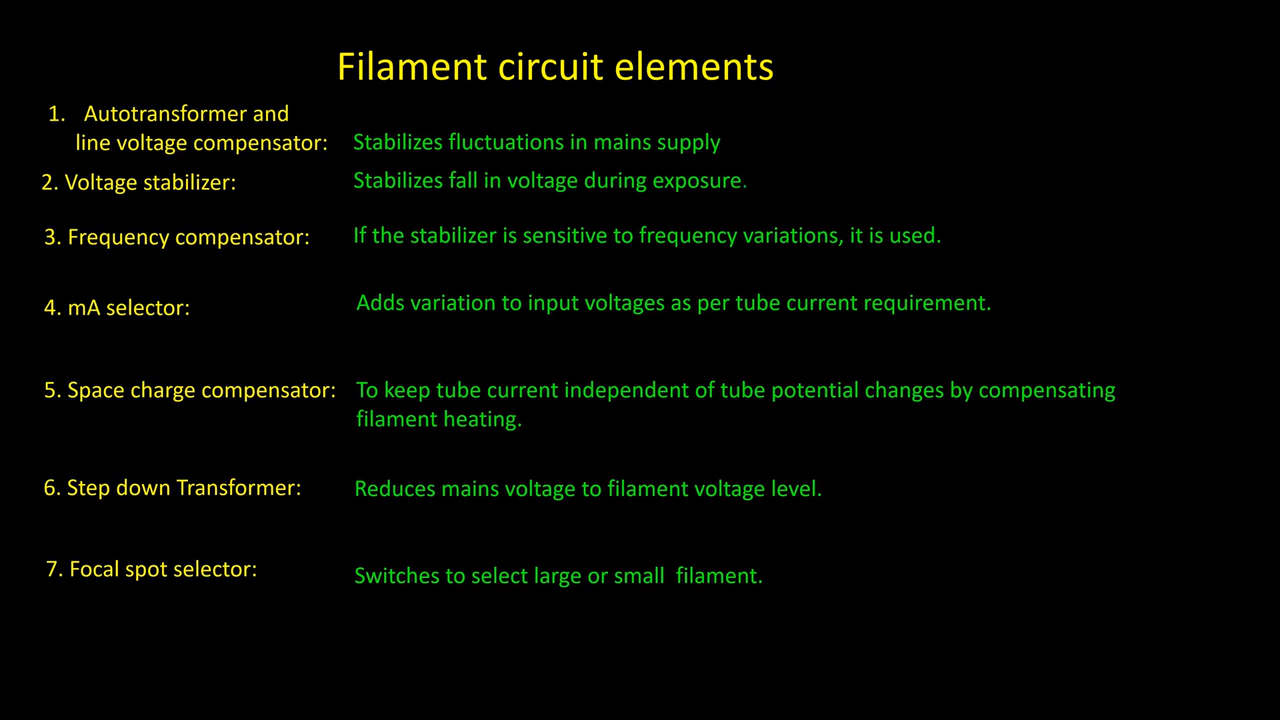 Filament circuit elements
1. Autotransformer and
line voltage compensator: Stabilizes fluctuations in mains supply
2. Voltage stabilizer: Stabilizes fall in voltage during exposure.
3. Frequency compensator: If the stabilizer is sensitive to frequency variations, it is used.
4. mA selector: Adds variation to input voltages as per tube current requirement.
5. Space charge compensator: To keep tube current independent of tube potential changes by compensating
filament heating.
6. Step down Transformer: Reduces mains voltage to filament voltage level.
7. Focal spot selector: Switches to select large or small filament.